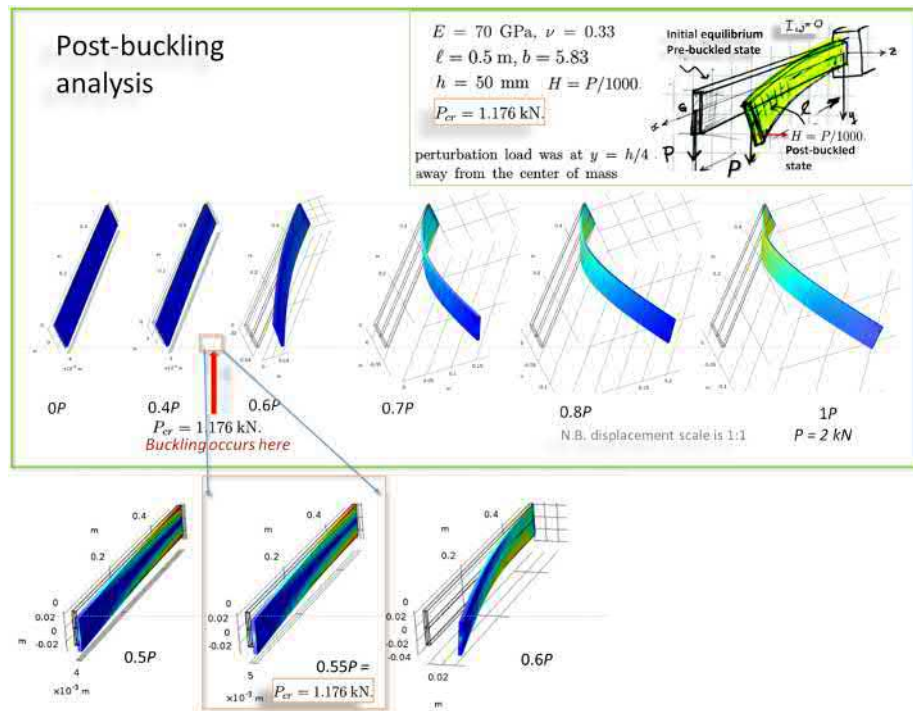 Post-buckling
analysis
E = 70 GPa, ν = 0.33
ℓ = 0.5 m, b = 5.83
h = 50 mm H = P/1000.
P_cr = 1.176 kN.
perturbation load was at y = h/4
away from the center of mass
Initial equilibrium
Pre-buckled state
z
x
G
ℓ
y
P
P
H = P/1000.
Post-buckled
state
0P
0.4P
0.6P
0.7P
0.8P
1P
P_cr = 1.176 kN.
Buckling occurs here
N.B. displacement scale is 1:1
P = 2 kN
m
0.4
0.2
0
0.02
0
-0.02
m
4
×10⁻³ m
0.5P
m
0.4
0.2
0
0.02
0
-0.02
m
5
×10⁻³ m
0.55P =
P_cr = 1.176 kN.
m
0.4
0.2
0
0.02
0
-0.02
-0.04
m
0.02
m
0.6P